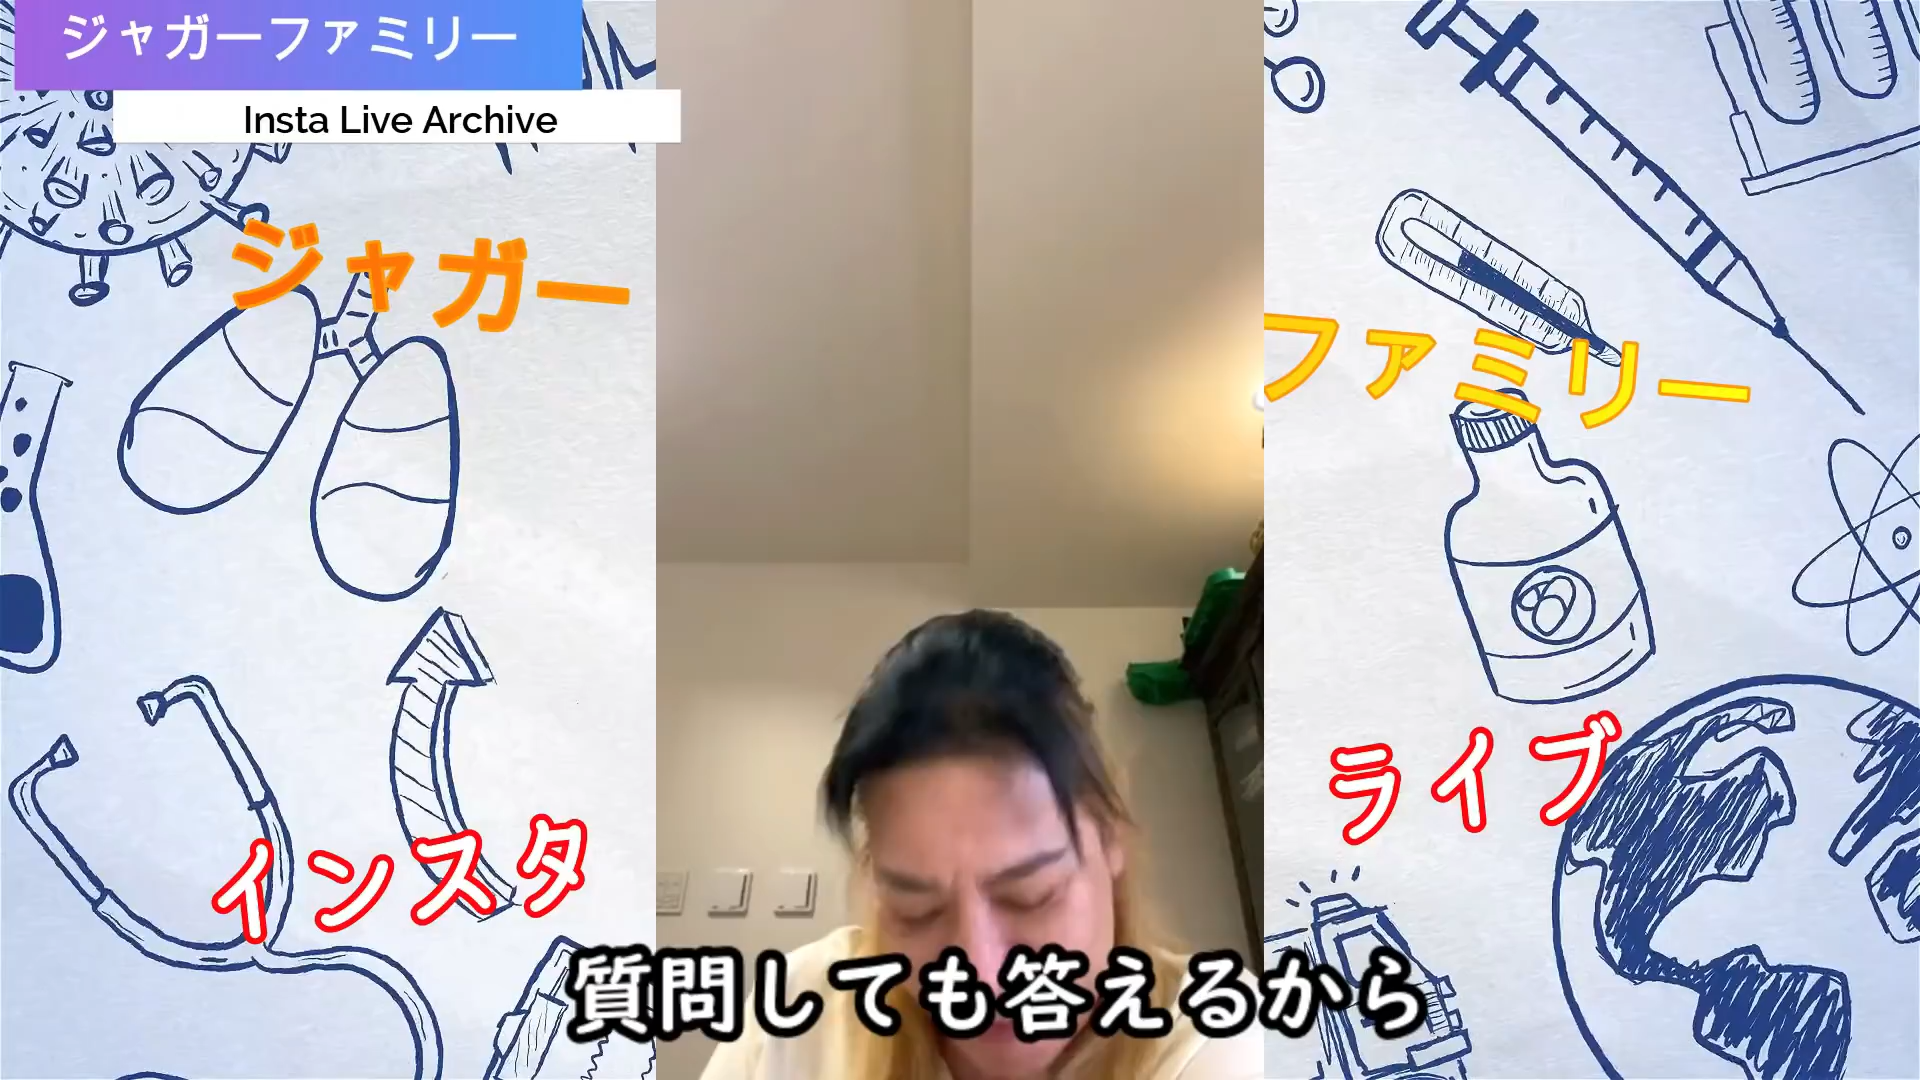 ジャガーファミリー
Insta Live Archive
ジャガー
ファミリー
インスタ
ライブ
質問しても答えるから